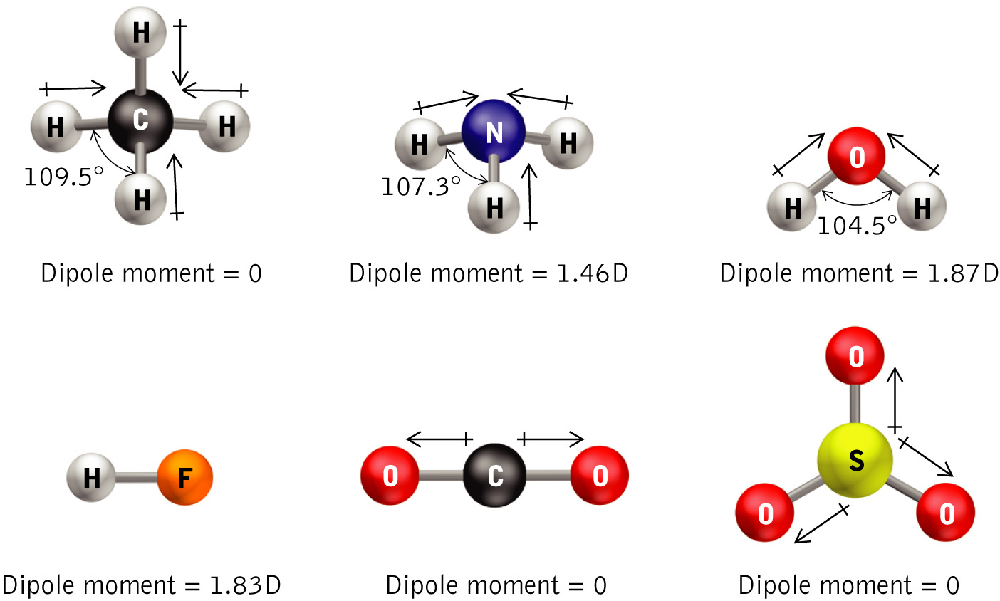 H
H C H
109.5°
H
Dipole moment = 0
H N H
107.3°
H
Dipole moment = 1.46D
O
H H
104.5°
Dipole moment = 1.87D
H F
Dipole moment = 1.83D
O C O
Dipole moment = 0
O
S
O O
Dipole moment = 0